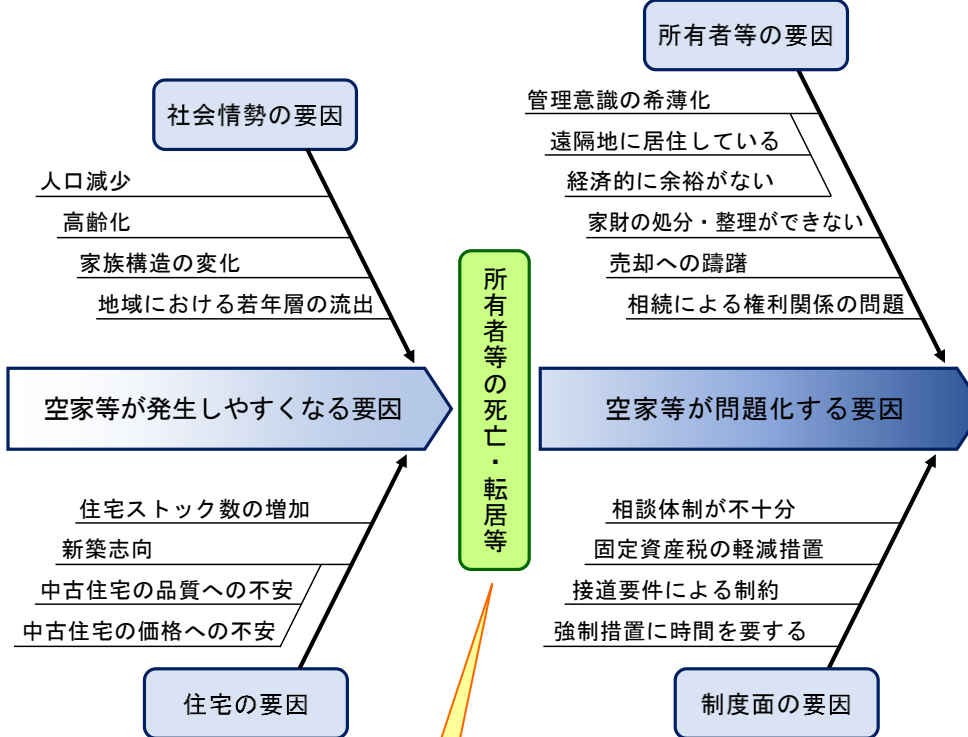 社会情勢の要因
人口減少
高齢化
家族構造の変化
地域における若年層の流出
空家等が発生しやすくなる要因
住宅ストック数の増加
新築志向
中古住宅の品質への不安
中古住宅の価格への不安
住宅の要因
所有者等の死亡・転居等
所有者等の要因
管理意識の希薄化
遠隔地に居住している
経済的に余裕がない
家財の処分・整理ができない
売却への躊躇
相続による権利関係の問題
空家等が問題化する要因
相談体制が不十分
固定資産税の軽減措置
接道要件による制約
強制措置に時間を要する
制度面の要因